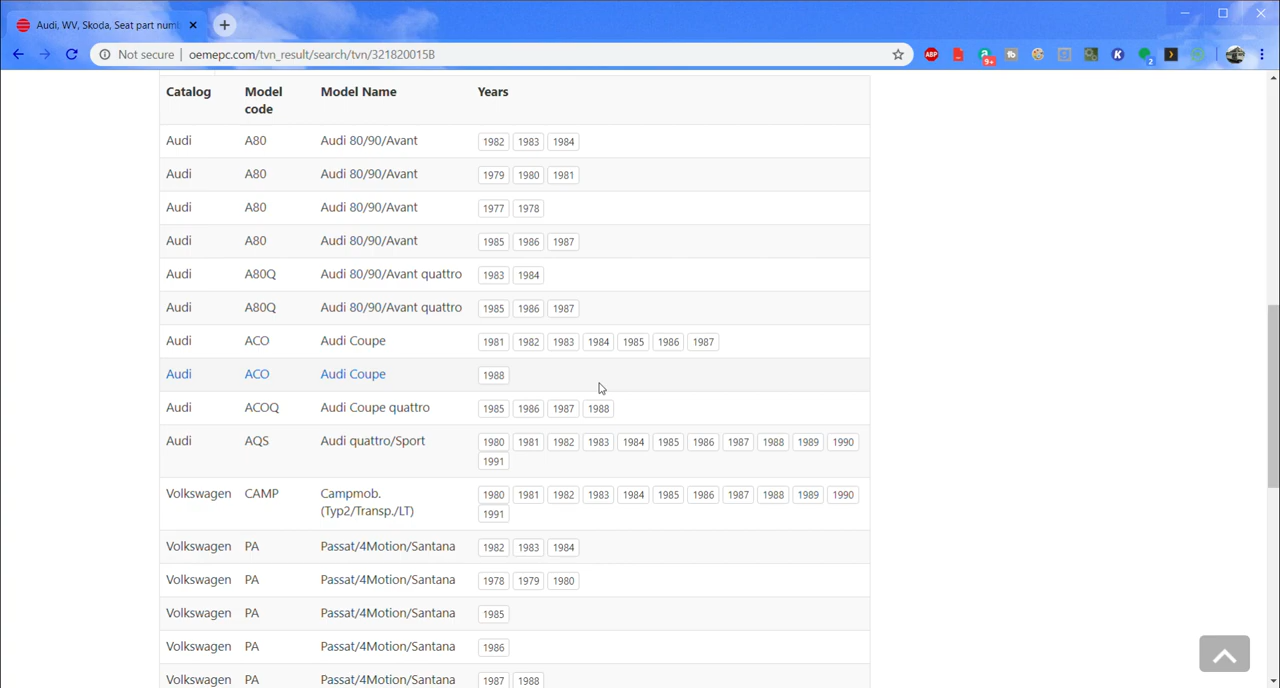 Audi, WV, Skoda, Seat part num
Not secure | oemepc.com/tvn_result/search/tvn/321820015B
ABP 9+ K 2
Catalog Model code Model Name Years
Audi A80 Audi 80/90/Avant 1982 1983 1984
Audi A80 Audi 80/90/Avant 1979 1980 1981
Audi A80 Audi 80/90/Avant 1977 1978
Audi A80 Audi 80/90/Avant 1985 1986 1987
Audi A80Q Audi 80/90/Avant quattro 1983 1984
Audi A80Q Audi 80/90/Avant quattro 1985 1986 1987
Audi ACO Audi Coupe 1981 1982 1983 1984 1985 1986 1987
Audi ACO Audi Coupe 1988
Audi ACOQ Audi Coupe quattro 1985 1986 1987 1988
Audi AQS Audi quattro/Sport 1980 1981 1982 1983 1984 1985 1986 1987 1988 1989 1990
1991
Volkswagen CAMP Campmob. 1980 1981 1982 1983 1984 1985 1986 1987 1988 1989 1990
(Typ2/Transp./LT) 1991
Volkswagen PA Passat/4Motion/Santana 1982 1983 1984
Volkswagen PA Passat/4Motion/Santana 1978 1979 1980
Volkswagen PA Passat/4Motion/Santana 1985
Volkswagen PA Passat/4Motion/Santana 1986
Volkswagen PA Passat/4Motion/Santana 1987 1988